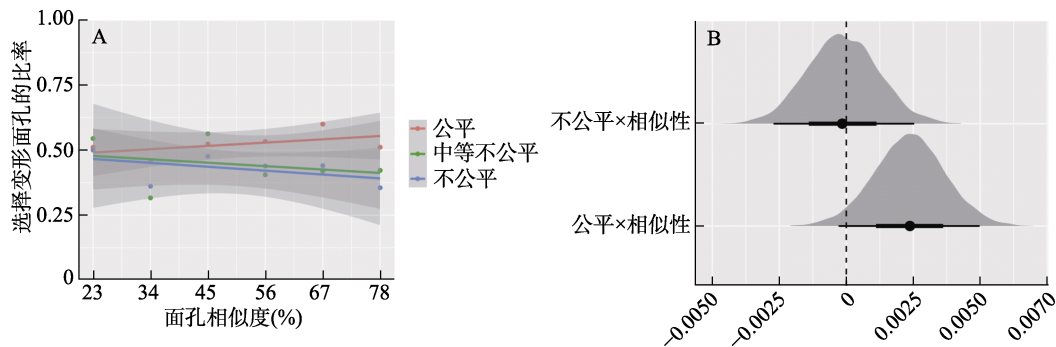 A
选择变形面孔的比率
1.00
0.75
0.50
0.25
0
23 34 45 56 67 78
面孔相似度(%)
公平
中等不公平
不公平
B
不公平×相似性
公平×相似性
−0.0050 −0.0025 0 0.0025 0.0050 0.0070